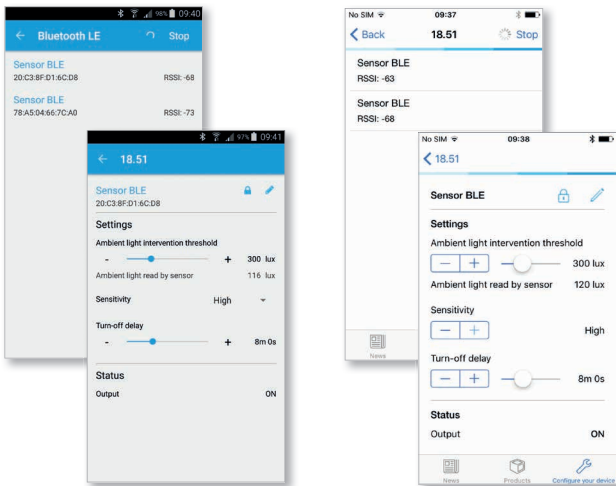 98% 09:40
Bluetooth LE Stop
Sensor BLE
20:C3:8F:D1:6C:D8 RSSI: -68
Sensor BLE
78:A5:04:66:7C:A0 RSSI: -73
97% 09:41
18.51
Sensor BLE
20:C3:8F:D1:6C:D8
Settings
Ambient light intervention threshold
- + 300 lux
Ambient light read by sensor 116 lux
Sensitivity High
Turn-off delay
- + 8m 0s
Status
Output ON
No SIM 09:37
Back 18.51 Stop
Sensor BLE
RSSI: -63
Sensor BLE
RSSI: -68
News
No SIM 09:38
18.51
Sensor BLE
Settings
Ambient light intervention threshold
- + 300 lux
Ambient light read by sensor 120 lux
Sensitivity
- + High
Turn-off delay
- + 8m 0s
Status
Output ON
News Products Configure your device